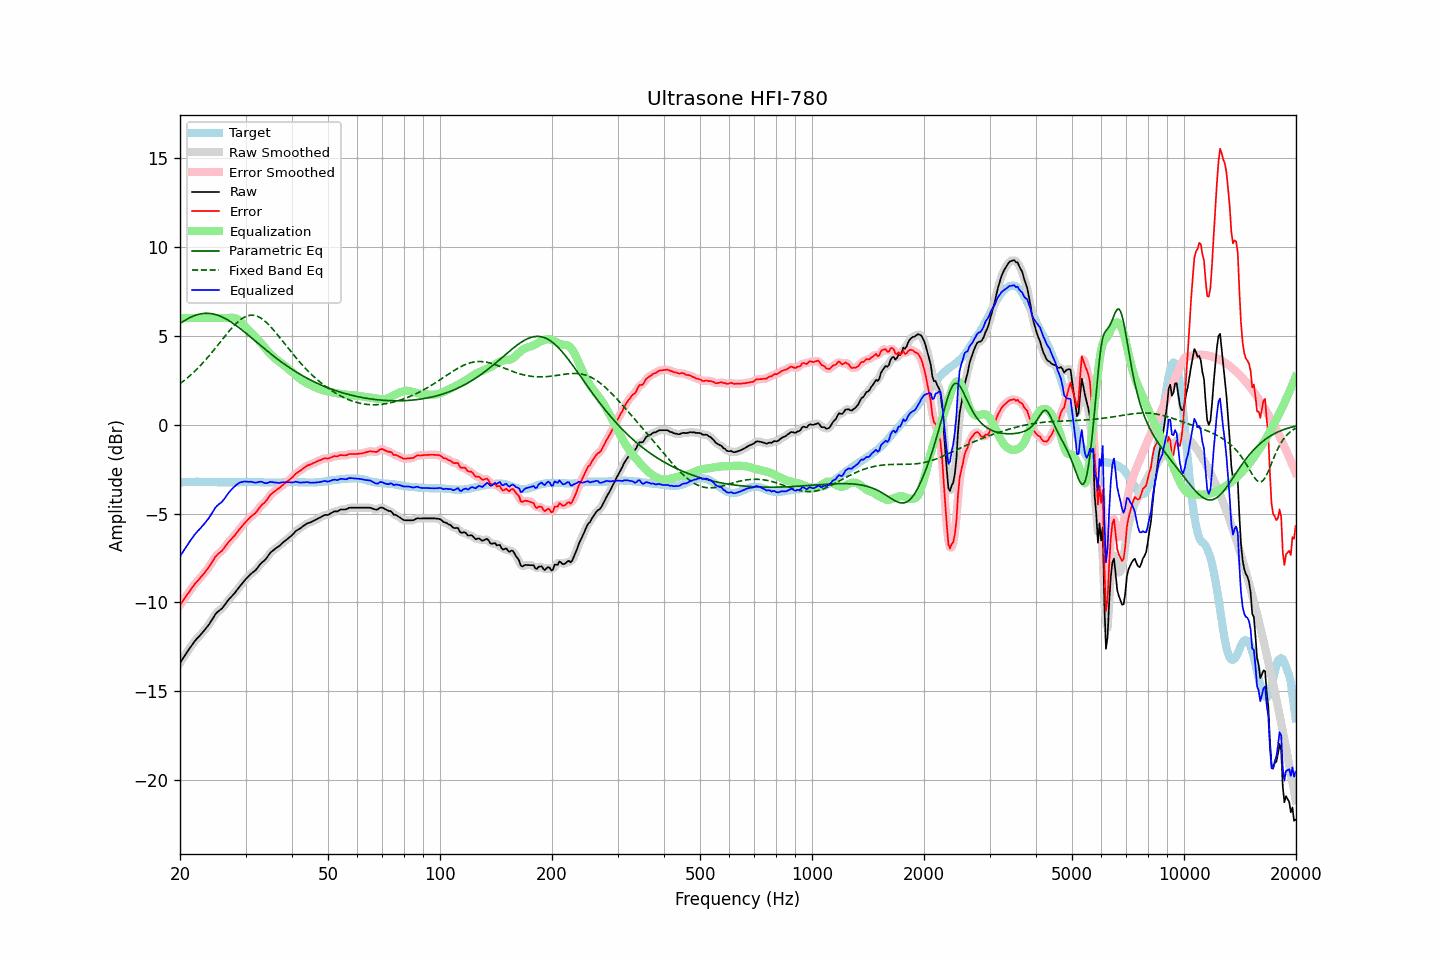 Ultrasone HFI-780
Target
Raw Smoothed
Error Smoothed
Raw
Error
Equalization
Parametric Eq
Fixed Band Eq
Equalized
15
10
5
0
−5
−10
−15
−20
Amplitude (dBr)
20 50 100 200 500 1000 2000 5000 10000 20000
Frequency (Hz)